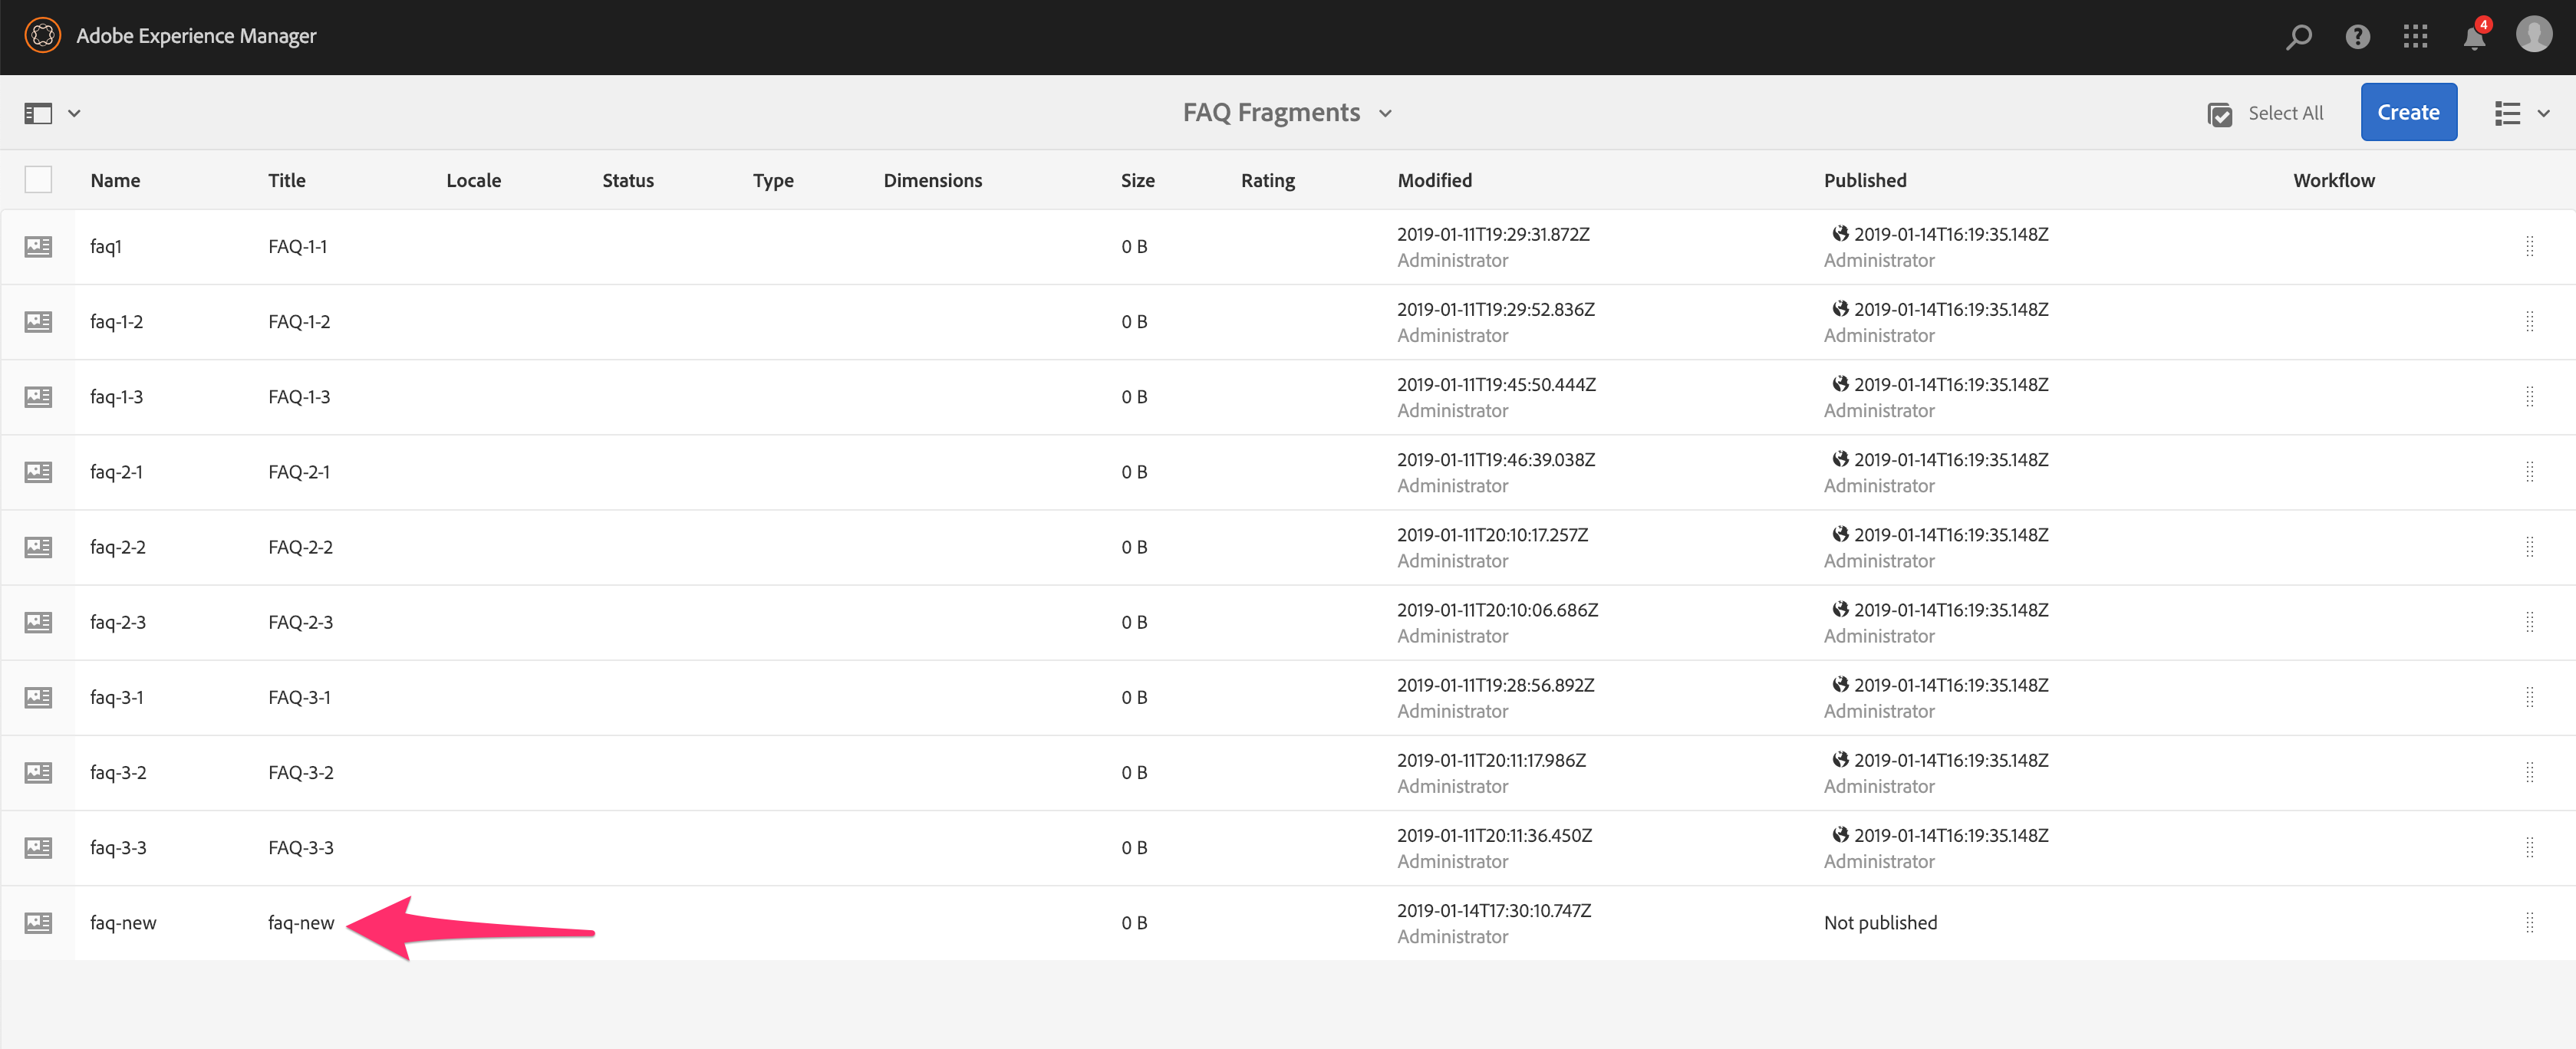 Adobe Experience Manager
4
FAQ Fragments
Select All
Create
Name Title Locale Status Type Dimensions Size Rating Modified Published Workflow
faq1 FAQ-1-1 0 B 2019-01-11T19:29:31.872Z 2019-01-14T16:19:35.148Z
Administrator Administrator
faq-1-2 FAQ-1-2 0 B 2019-01-11T19:29:52.836Z 2019-01-14T16:19:35.148Z
Administrator Administrator
faq-1-3 FAQ-1-3 0 B 2019-01-11T19:45:50.444Z 2019-01-14T16:19:35.148Z
Administrator Administrator
faq-2-1 FAQ-2-1 0 B 2019-01-11T19:46:39.038Z 2019-01-14T16:19:35.148Z
Administrator Administrator
faq-2-2 FAQ-2-2 0 B 2019-01-11T20:10:17.257Z 2019-01-14T16:19:35.148Z
Administrator Administrator
faq-2-3 FAQ-2-3 0 B 2019-01-11T20:10:06.686Z 2019-01-14T16:19:35.148Z
Administrator Administrator
faq-3-1 FAQ-3-1 0 B 2019-01-11T19:28:56.892Z 2019-01-14T16:19:35.148Z
Administrator Administrator
faq-3-2 FAQ-3-2 0 B 2019-01-11T20:11:17.986Z 2019-01-14T16:19:35.148Z
Administrator Administrator
faq-3-3 FAQ-3-3 0 B 2019-01-11T20:11:36.450Z 2019-01-14T16:19:35.148Z
Administrator Administrator
faq-new faq-new 0 B 2019-01-14T17:30:10.747Z Not published
Administrator